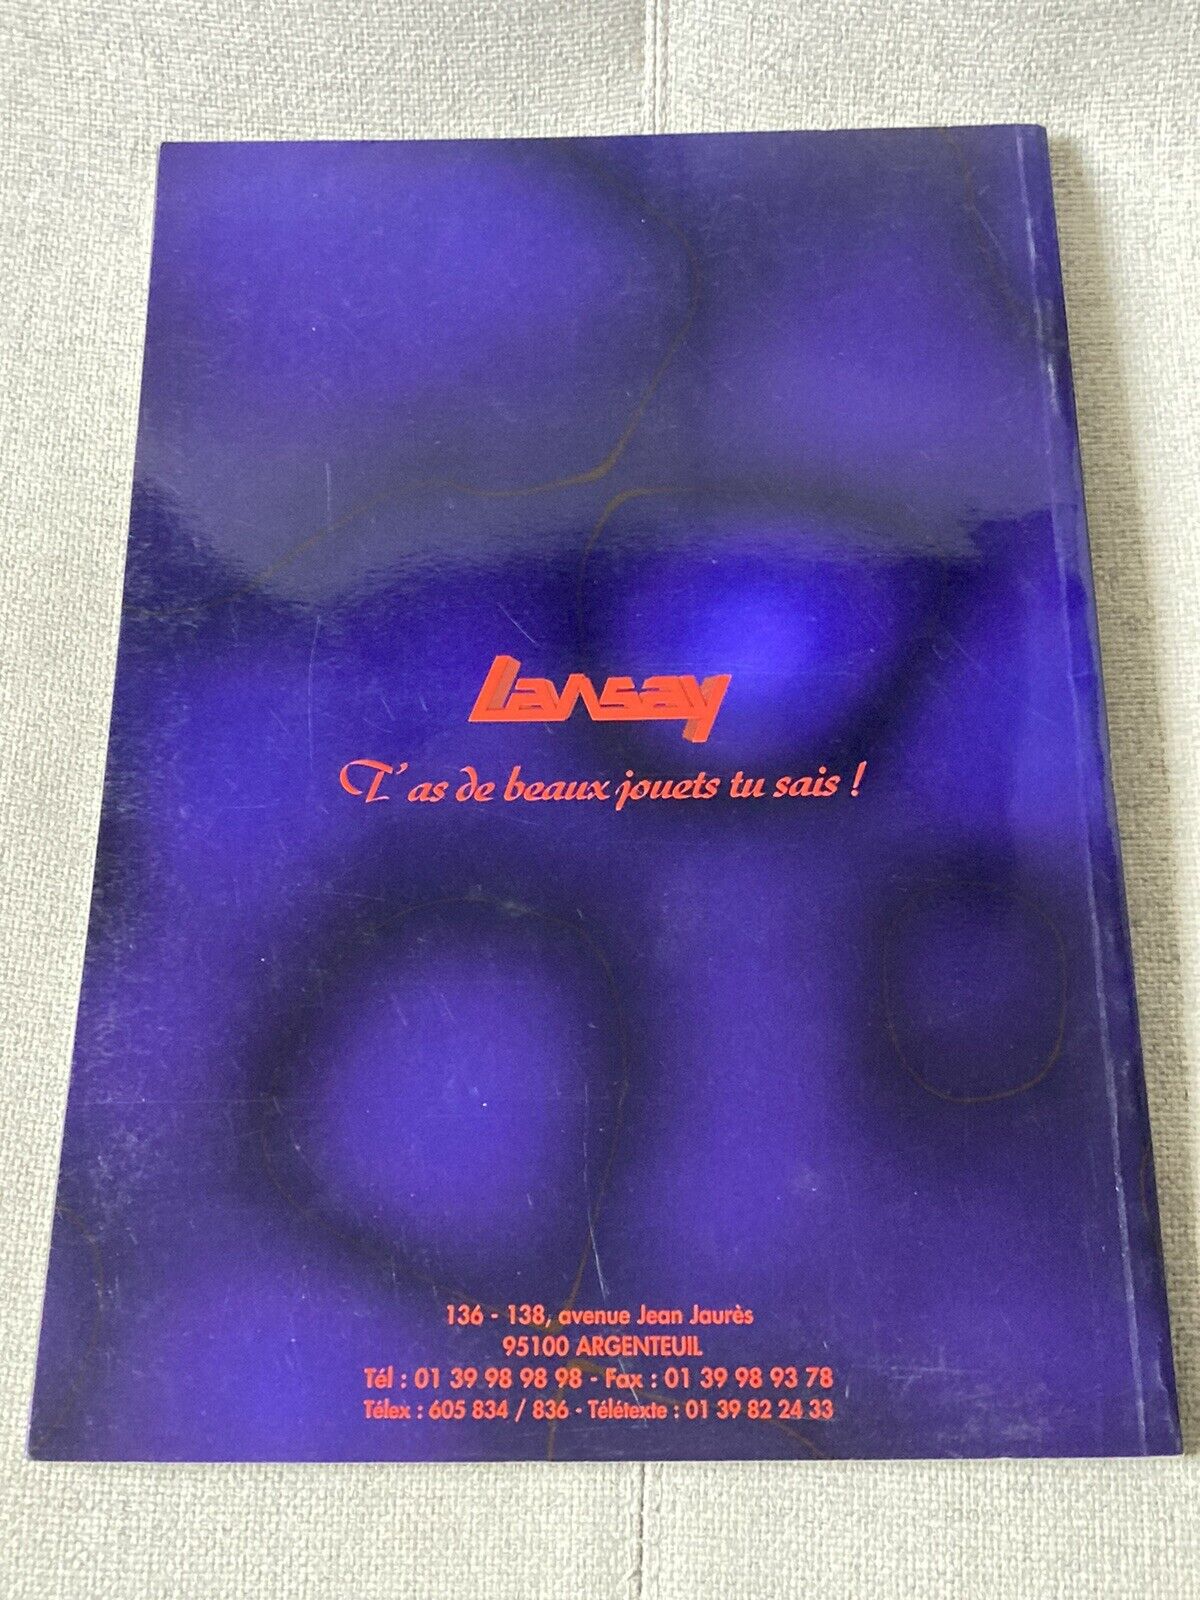 Lansay
T'as de beaux jouets tu sais !
136 - 138, avenue Jean Jaurès
95100 ARGENTEUIL
Tél : 01 39 98 98 98 - Fax : 01 39 98 93 78
Télex : 605 834 / 836 - Télétexte : 01 39 82 24 33